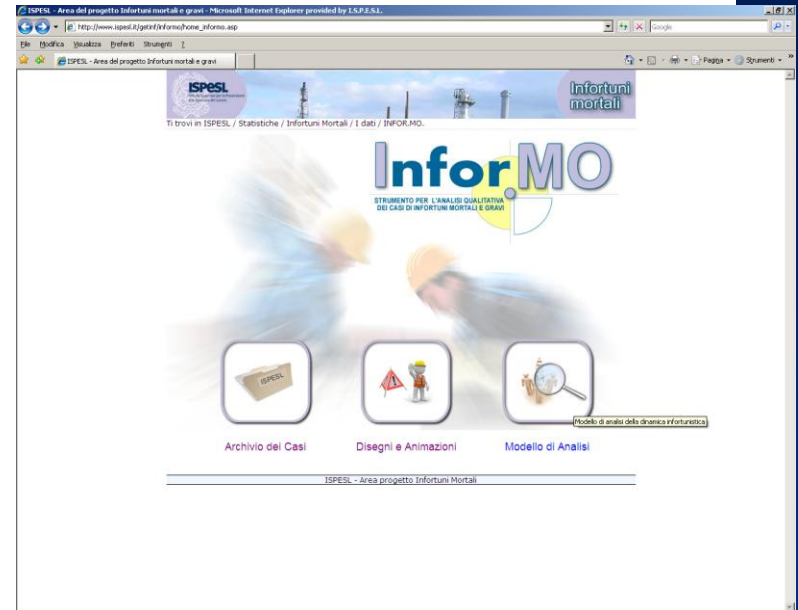 ISPESL - Area del progetto Infortuni mortali e gravi - Microsoft Internet Explorer provided by I.S.P.E.S.L.
http://www.ispesl.it/getinf/informo/home_informo.asp
Google
File Modifica Visualizza Preferiti Strumenti ?
ISPESL - Area del progetto Infortuni mortali e gravi
Pagina Strumenti
ISPESL
Infortuni
mortali
Ti trovi in ISPESL / Statistiche / Infortuni Mortali / I dati / INFOR.MO.
Infor.MO
STRUMENTO PER L'ANALISI QUALITATIVA
DEI CASI DI INFORTUNI MORTALI E GRAVI
ISPESL
Modello di analisi della dinamica infortunistica
Archivio dei Casi Disegni e Animazioni Modello di Analisi
ISPESL - Area progetto Infortuni Mortali